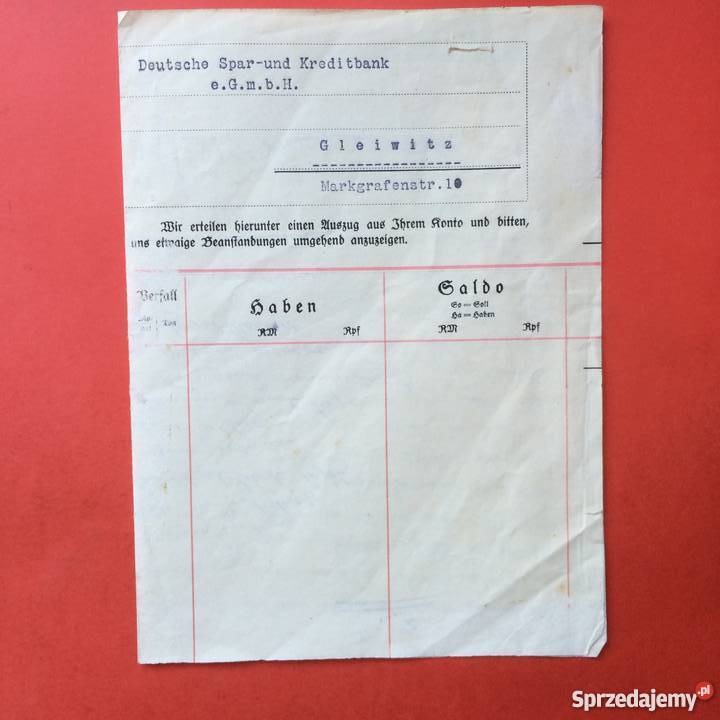 Deutsche Spar-und Kreditbank
e.G.m.b.H.
Gleiwitz
Markgrafenstr.10
Wir erteilen hierunter einen Auszug aus Ihrem Konto und bitten,
uns etwaige Beanstandungen umgehend anzuzeigen.
Verfall
Haben
RM Rpf
Saldo
So = Soll
Ha = Haben
RM Rpf
Sprzedajemy.pl